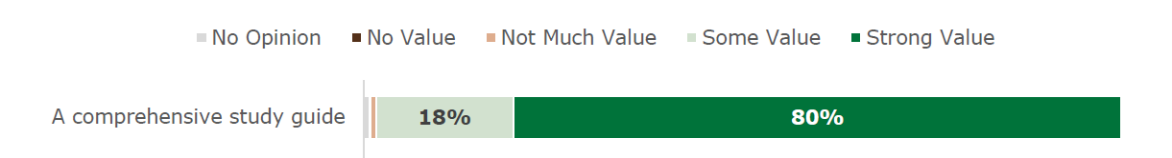 No Opinion No Value Not Much Value Some Value Strong Value
A comprehensive study guide 18% 80%